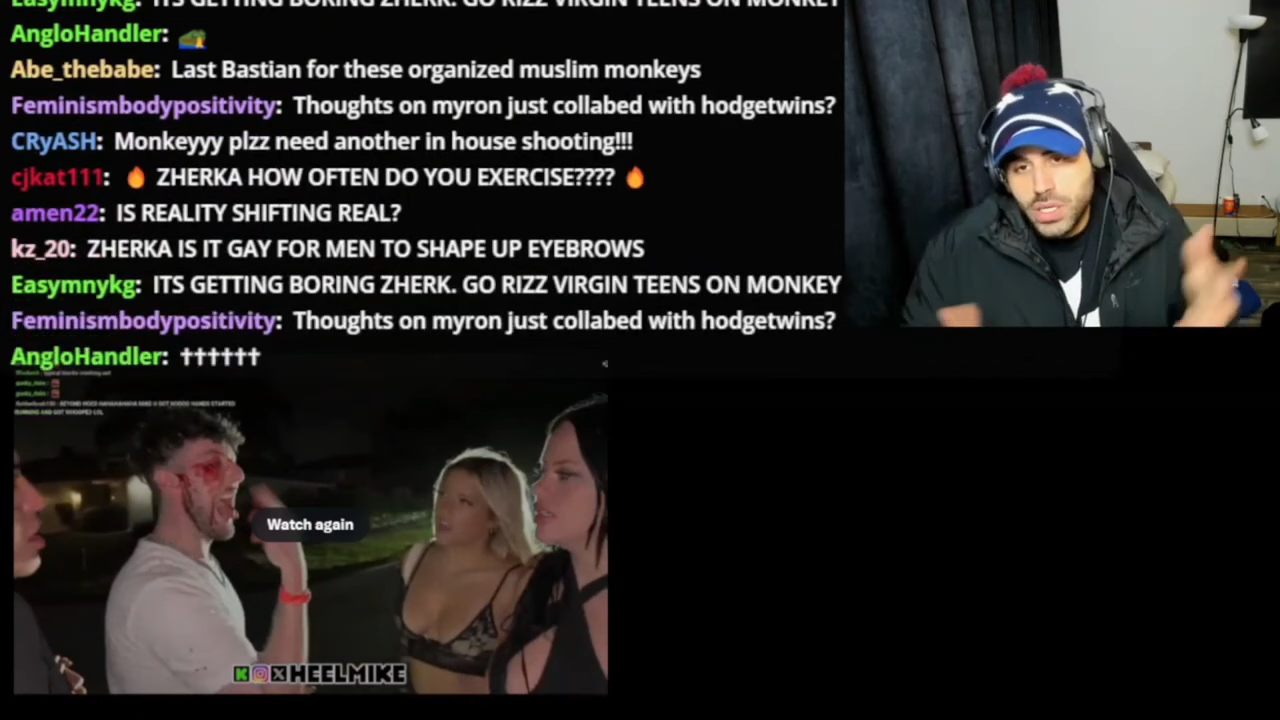 Easymnykg: ITS GETTING BORING ZHERK. GO RIZZ VIRGIN TEENS ON MONKEY
AngloHandler:
Abe_thebabe: Last Bastian for these organized muslim monkeys
Feminismbodypositivity: Thoughts on myron just collabed with hodgetwins?
CRyASH: Monkeyyy plzz need another in house shooting!!!
cjkat111: 🔥 ZHERKA HOW OFTEN DO YOU EXERCISE???? 🔥
amen22: IS REALITY SHIFTING REAL?
kz_20: ZHERKA IS IT GAY FOR MEN TO SHAPE UP EYEBROWS
Easymnykg: ITS GETTING BORING ZHERK. GO RIZZ VIRGIN TEENS ON MONKEY
Feminismbodypositivity: Thoughts on myron just collabed with hodgetwins?
AngloHandler: ††††††
Watch again
HEELMIKE